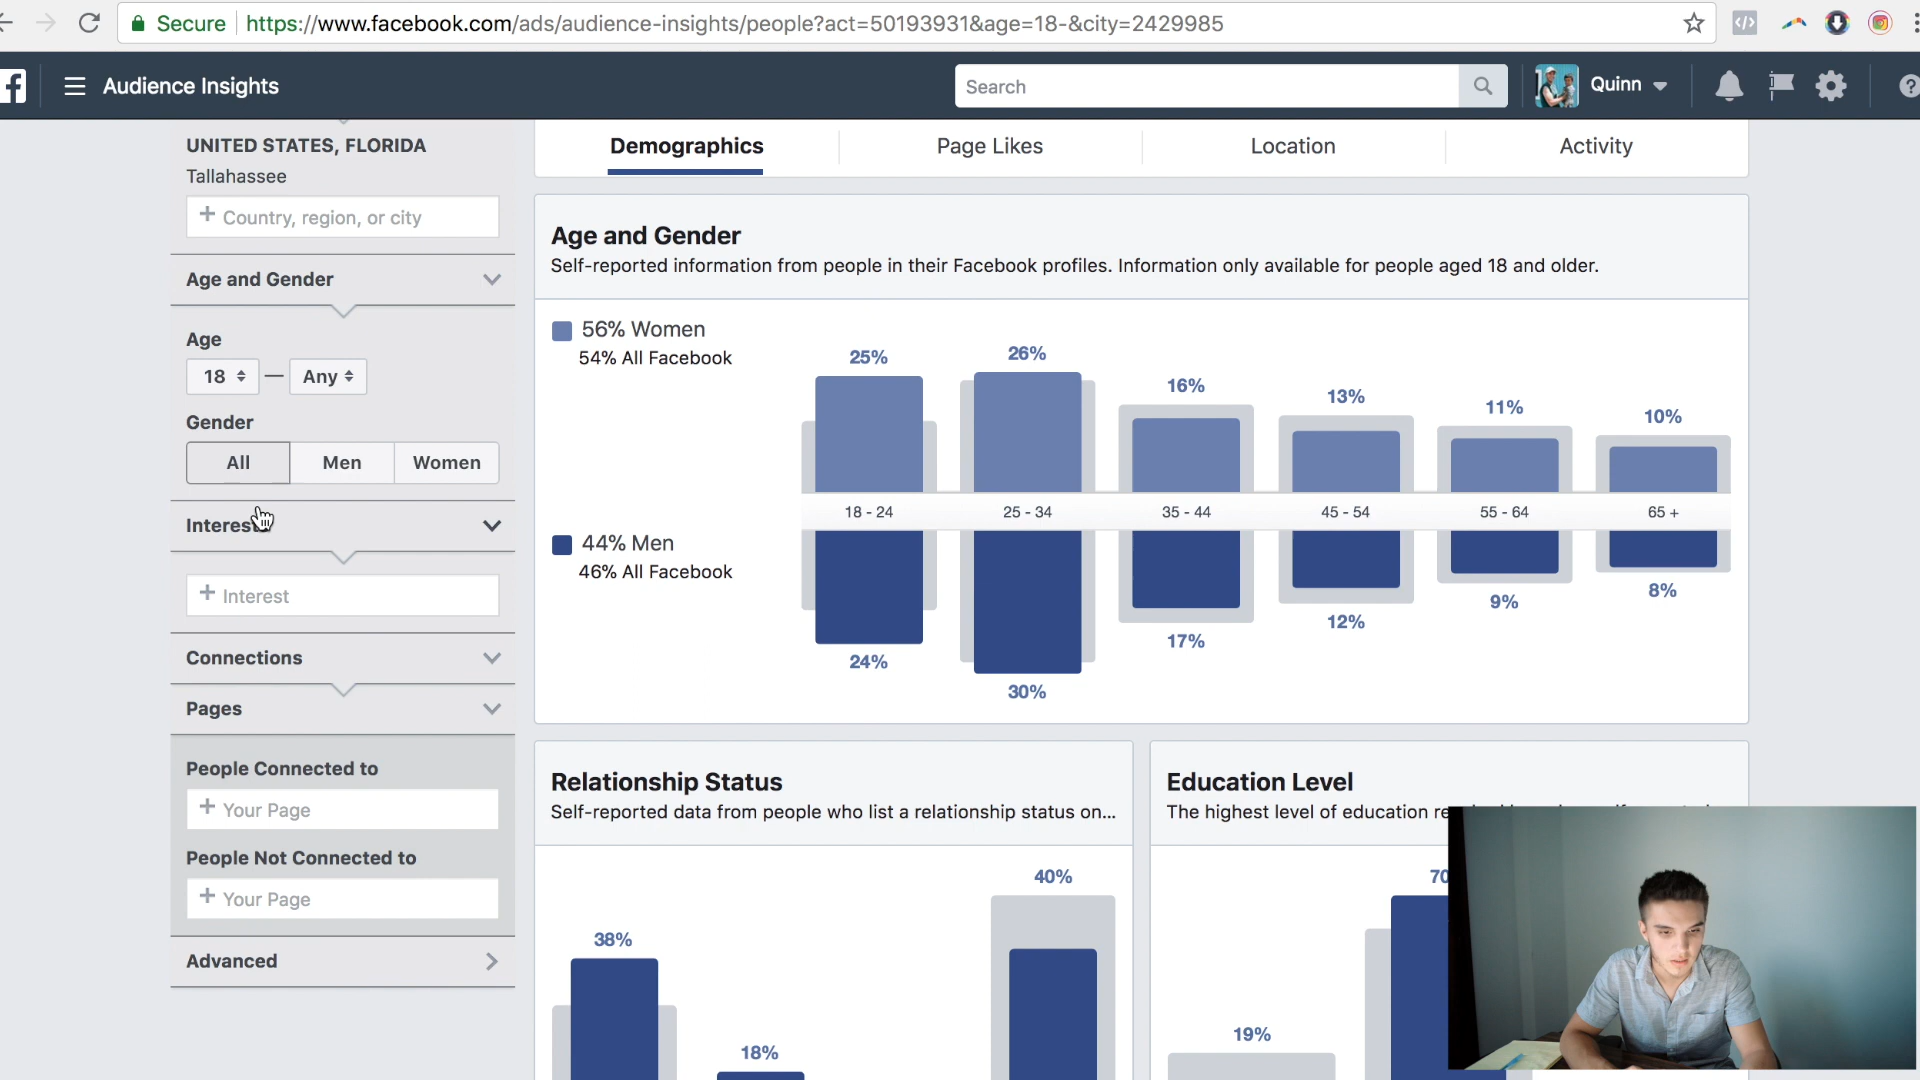 Secure https://www.facebook.com/ads/audience-insights/people?act=50193931&age=18-&city=2429985
Audience Insights
Search
Quinn
UNITED STATES, FLORIDA
Tallahassee
+ Country, region, or city
Age and Gender
Age
18 — Any
Gender
All Men Women
+ Interest
Connections
Pages
People Connected to
+ Your Page
People Not Connected to
+ Your Page
Advanced
Demographics Page Likes Location Activity
Age and Gender
Self-reported information from people in their Facebook profiles. Information only available for people aged 18 and older.
56% Women
54% All Facebook
25% 26% 16% 13% 11% 10%
18 - 24 25 - 34 35 - 44 45 - 54 55 - 64 65 +
44% Men
46% All Facebook
24% 30% 17% 12% 9% 8%
Relationship Status
Self-reported data from people who list a relationship status on...
38% 18% 40%
Education Level
The highest level of education
19%